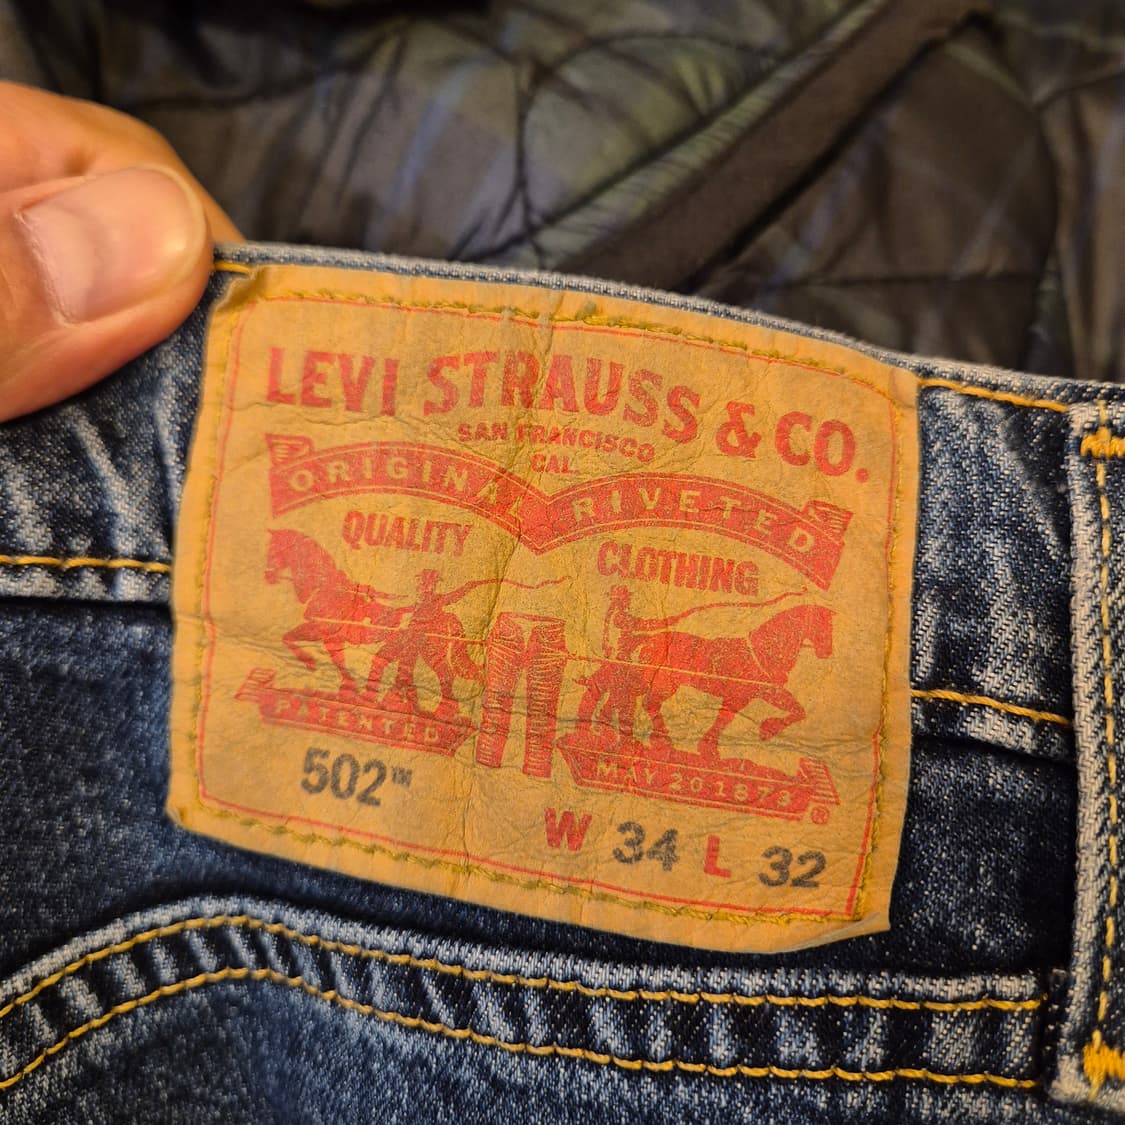 LEVI STRAUSS & CO.
SAN FRANCISCO
CAL.
ORIGINAL RIVETED
QUALITY CLOTHING
PATENTED MAY 20 1873 ®
502™
W 34 L 32